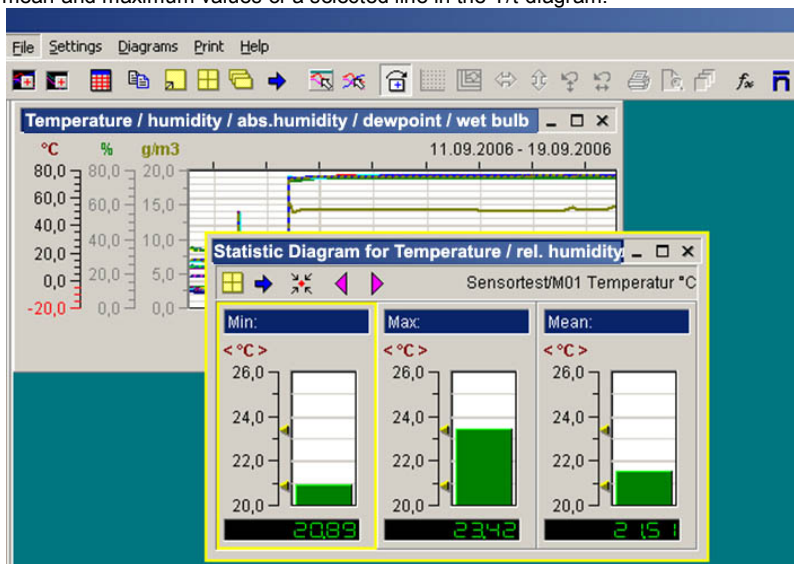 mean and maximum values of a selected line in the Y/t diagram.
File Settings Diagrams Print Help
Temperature / humidity / abs.humidity / dewpoint / wet bulb
°C % g/m3 11.09.2006 - 19.09.2006
80,0 80,0 20,0
60,0 60,0 15,0
40,0 40,0 10,0
20,0 20,0 5,0
0,0 0,0 0,0
-20,0
Statistic Diagram for Temperature / rel. humidity
Sensortest/M01 Temperatur °C
Min: Max: Mean:
< °C > < °C > < °C >
26,0 26,0 26,0
24,0 24,0 24,0
22,0 22,0 22,0
20,0 20,0 20,0
20,89 23,42 21,51